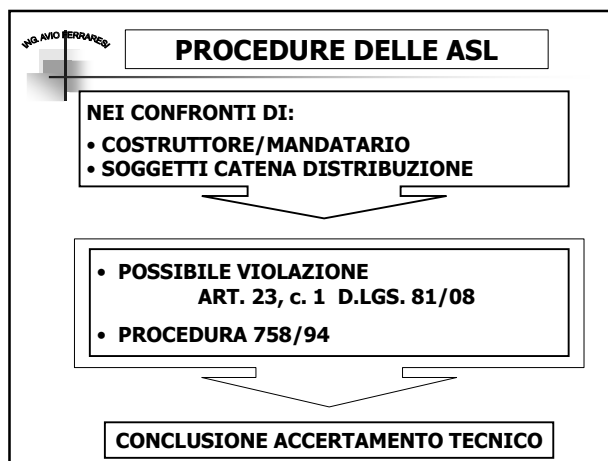 ING. AVIO FERRARESI
PROCEDURE DELLE ASL
NEI CONFRONTI DI:
• COSTRUTTORE/MANDATARIO
• SOGGETTI CATENA DISTRIBUZIONE
• POSSIBILE VIOLAZIONE
ART. 23, c. 1 D.LGS. 81/08
• PROCEDURA 758/94
CONCLUSIONE ACCERTAMENTO TECNICO